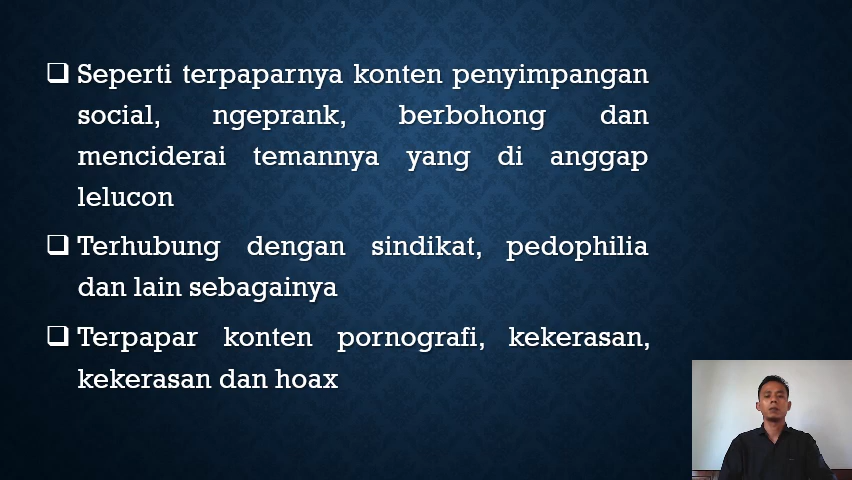 Seperti terpaparnya konten penyimpangan
social, ngeprank, berbohong dan
menciderai temannya yang di anggap
lelucon
Terhubung dengan sindikat, pedophilia
dan lain sebagainya
Terpapar konten pornografi, kekerasan,
kekerasan dan hoax